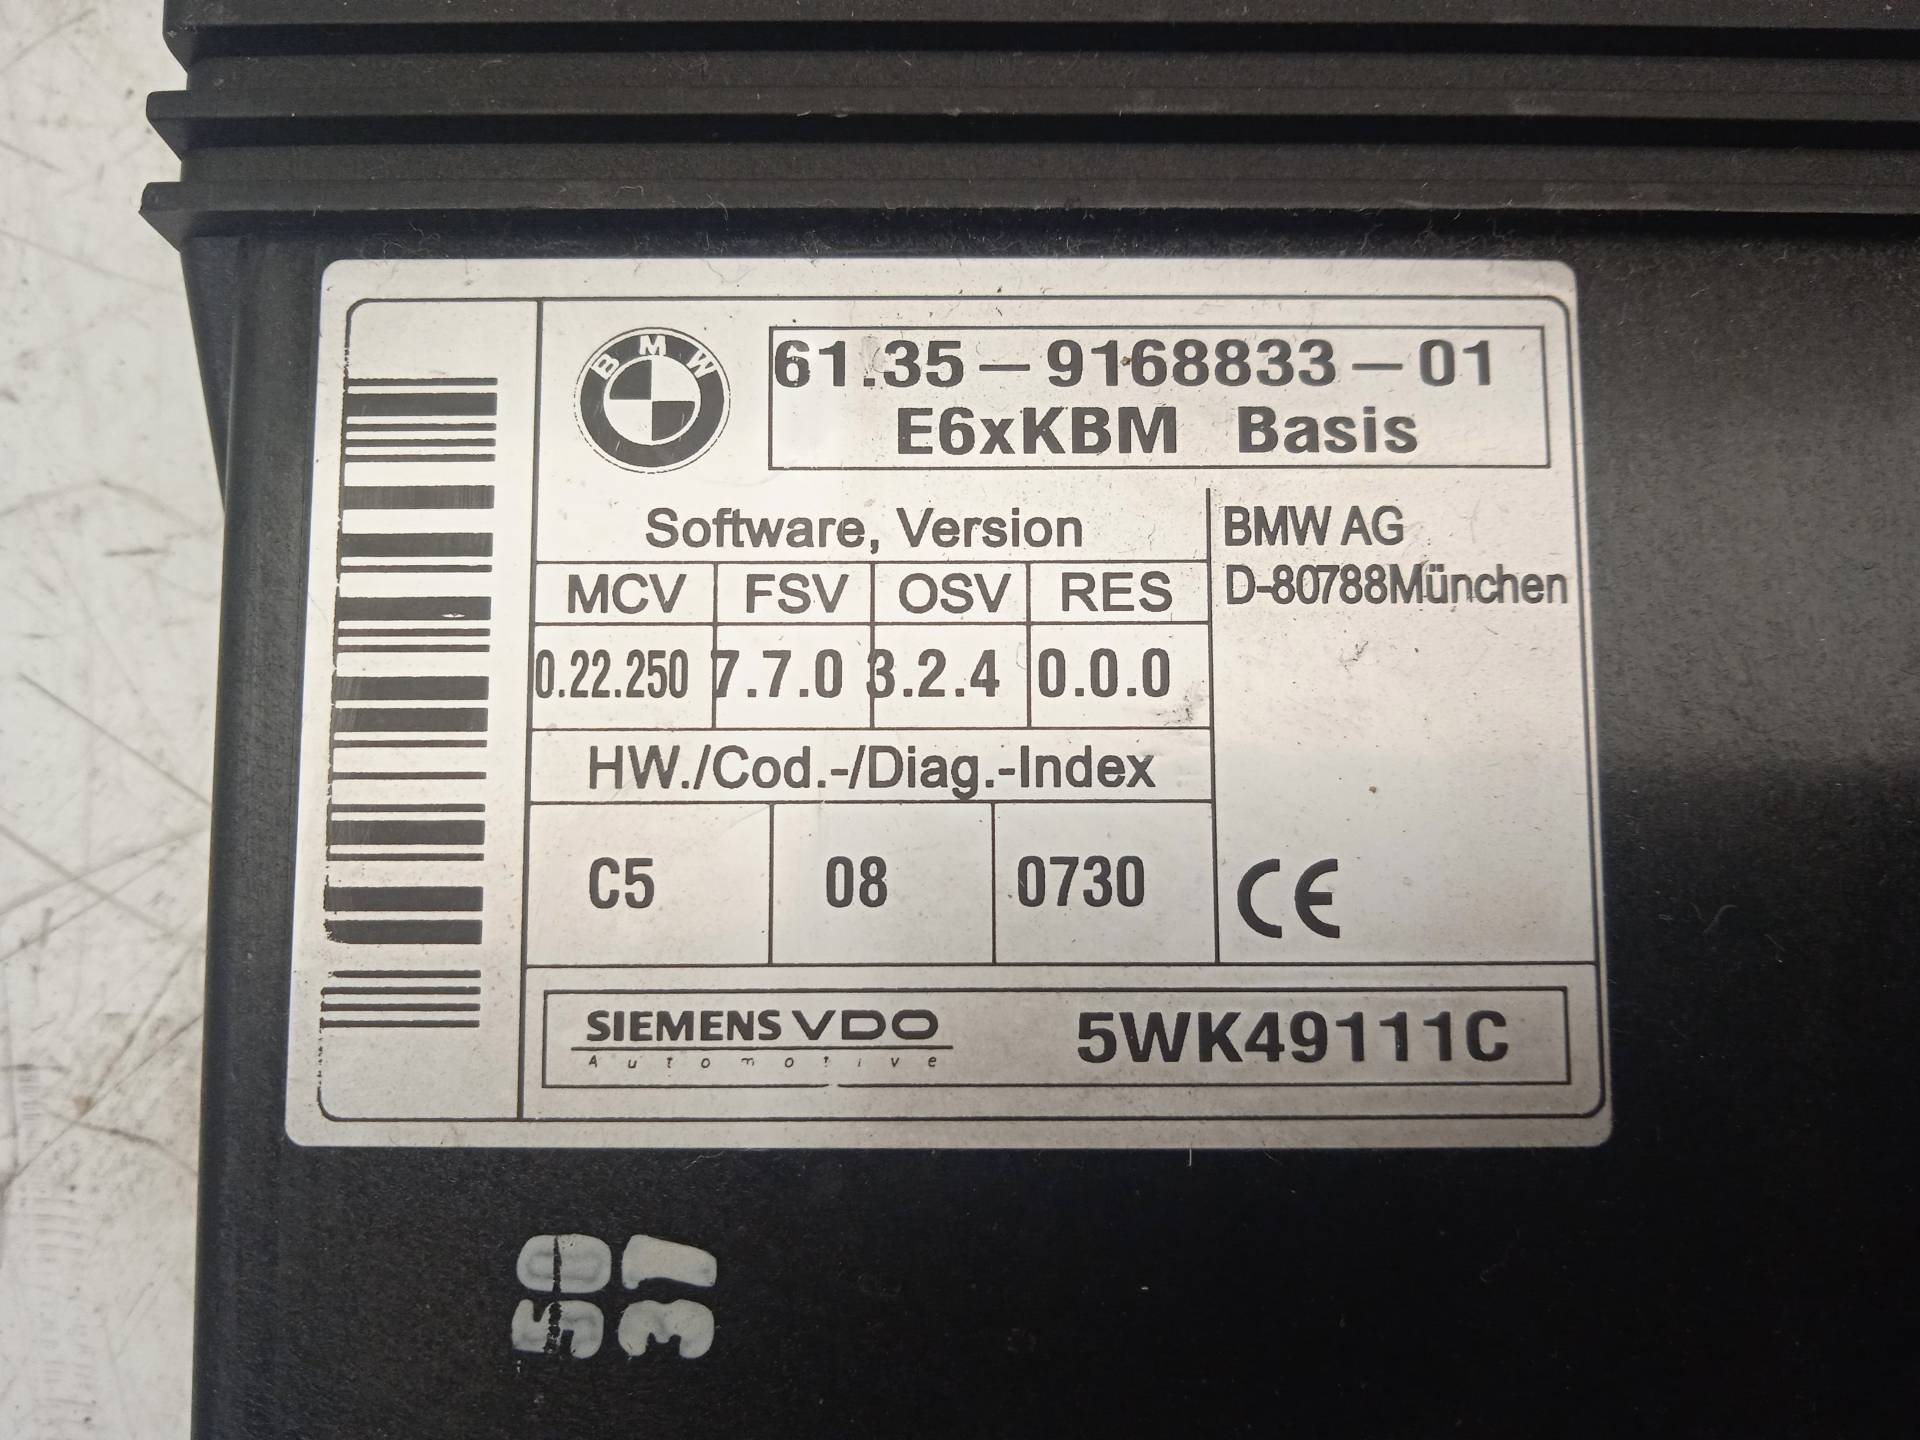 BMW
61.35-9168833-01
E6xKBM Basis
Software, Version
MCV FSV OSV RES
0.22.250 7.7.0 3.2.4 0.0.0
BMW AG
D-80788München
HW./Cod.-/Diag.-Index
C5 08 0730
CE
SIEMENS VDO
Automotive
5WK49111C
50
31